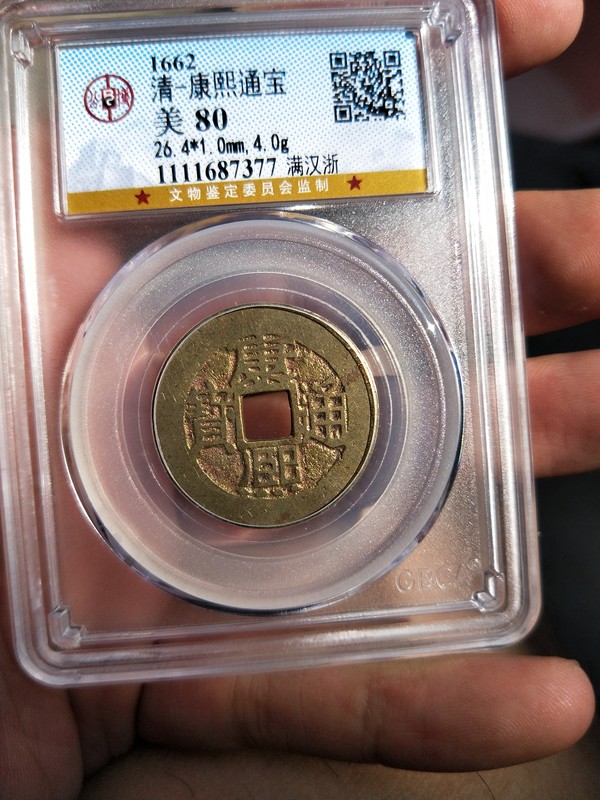 1662
清-康熙通宝
美 80
26.4*1.0mm,4.0g
1111687377 满汉浙
文物鉴定委员会监制
康
寶 通
熙